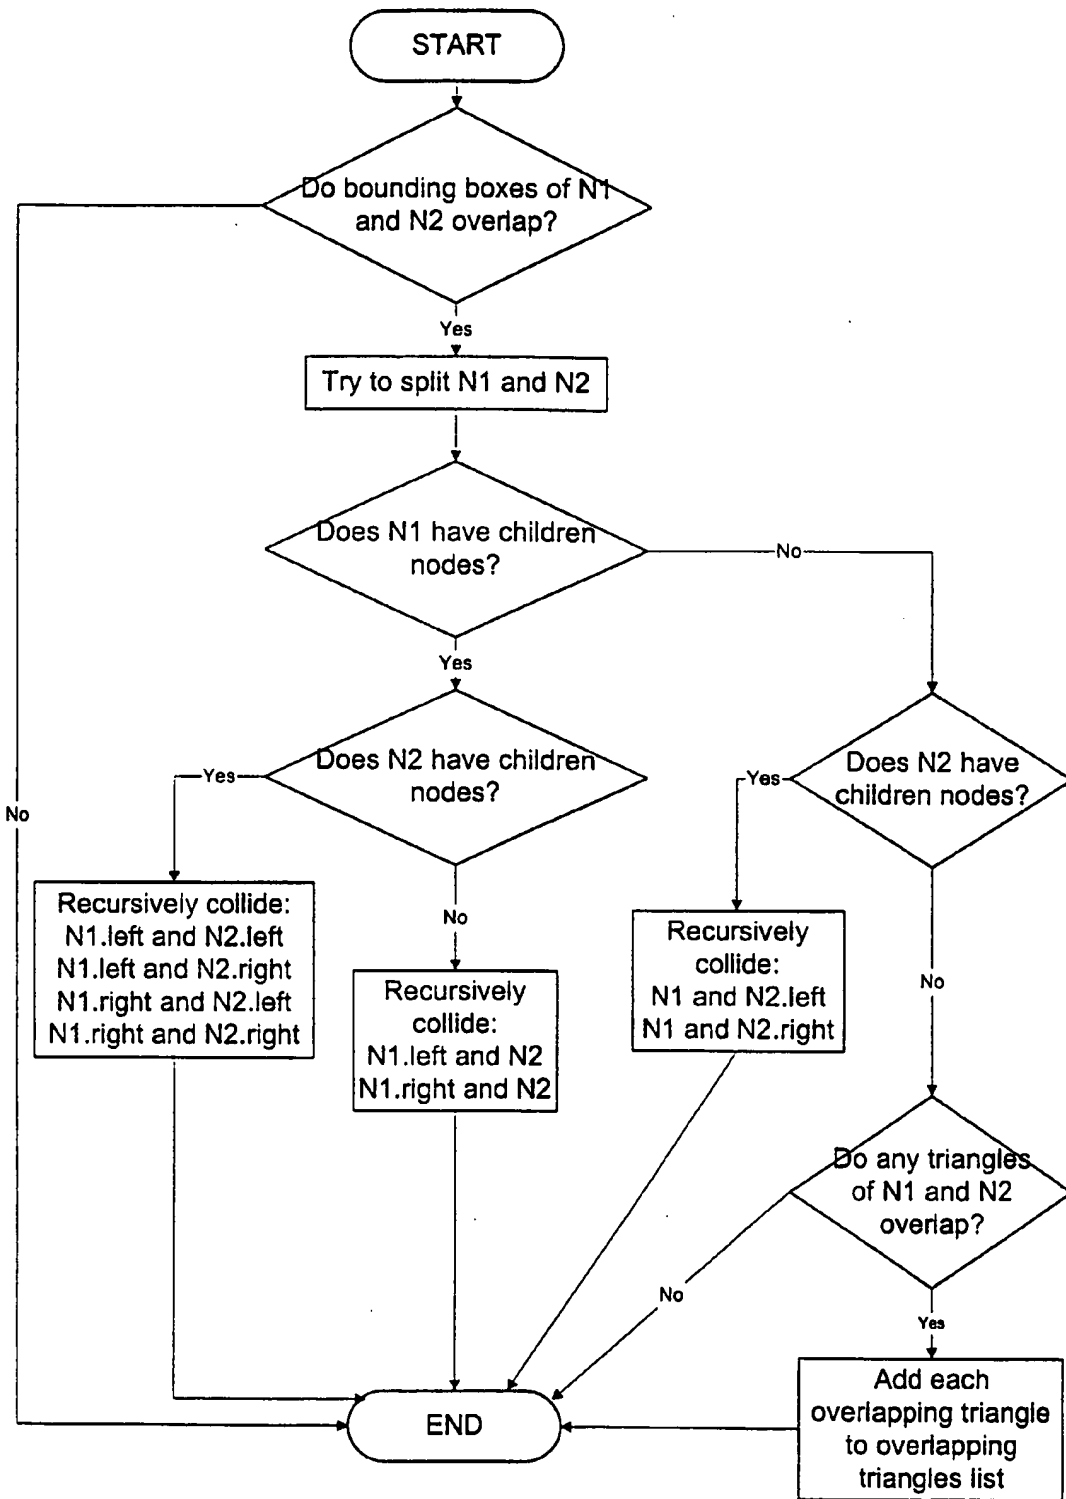 START
Do bounding boxes of N1
and N2 overlap?
Yes
Try to split N1 and N2
Does N1 have children
nodes?
No
Yes
Does N2 have children
nodes?
Yes
Does N2 have
children nodes?
Yes
No
Recursively collide:
N1.left and N2.left
N1.left and N2.right
N1.right and N2.left
N1.right and N2.right
No
Recursively
collide:
N1.left and N2
N1.right and N2
Recursively
collide:
N1 and N2.left
N1 and N2.right
No
Do any triangles
of N1 and N2
overlap?
No
Yes
Add each
overlapping triangle
to overlapping
triangles list
END